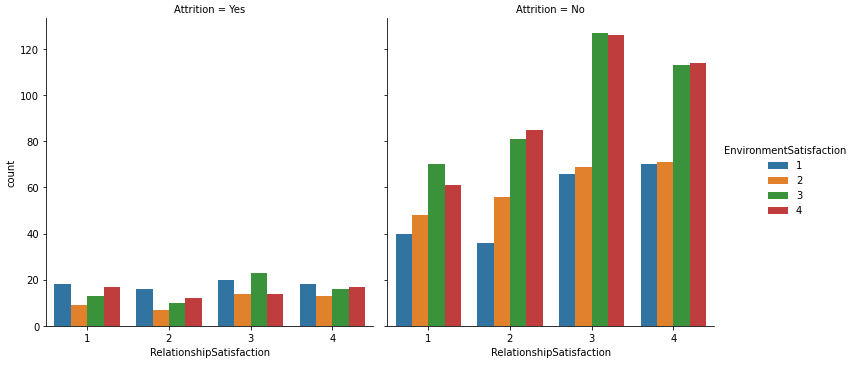 Attrition = Yes
Attrition = No
count
120
100
80
60
40
20
0
1 2 3 4
RelationshipSatisfaction
1 2 3 4
RelationshipSatisfaction
EnvironmentSatisfaction
1
2
3
4